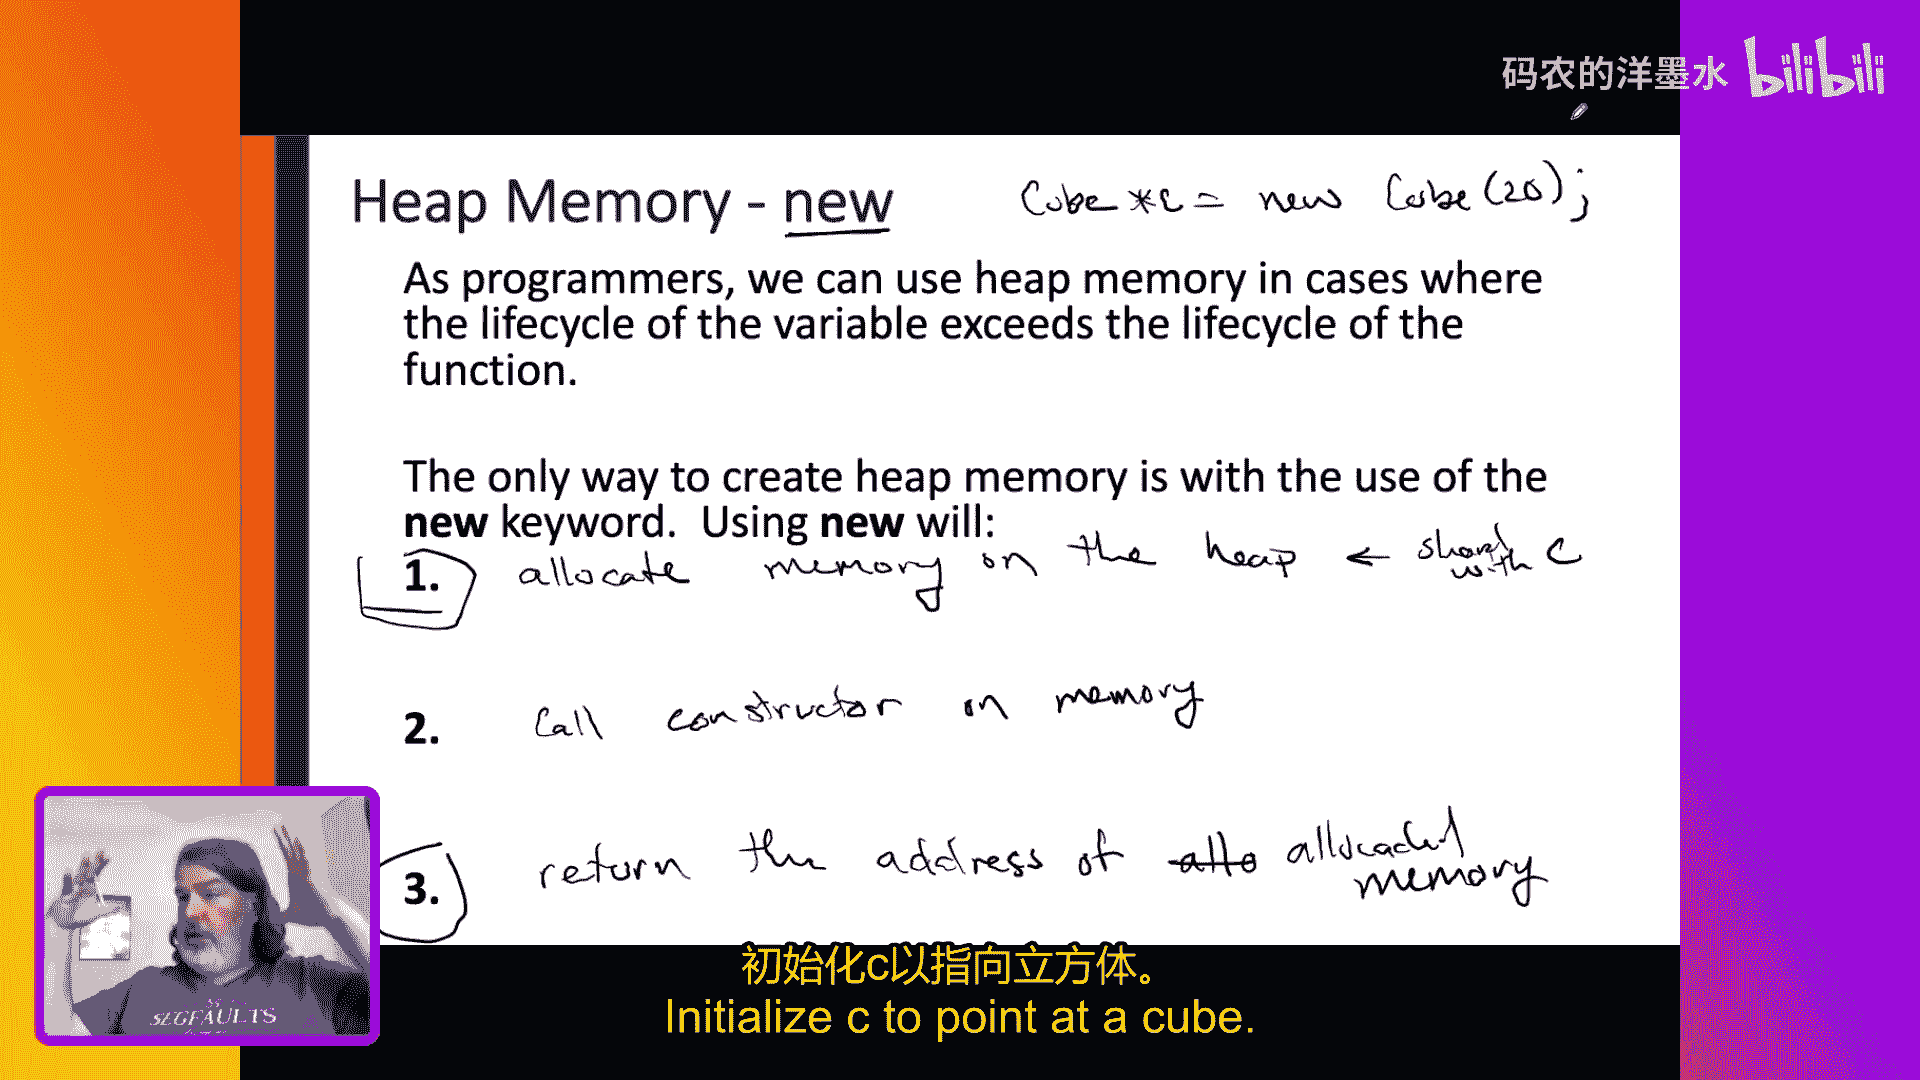 码农的洋墨水 bilibili
Heap Memory - new
Cube *c = new Cube(20);
As programmers, we can use heap memory in cases where
the lifecycle of the variable exceeds the lifecycle of the
function.
The only way to create heap memory is with the use of the
new keyword. Using new will:
1. allocate memory on the heap ← shared with C
2. Call constructor on memory
3. return the address of allo allocated
memory
SEGFAULTS
初始化c以指向立方体。
Initialize c to point at a cube.